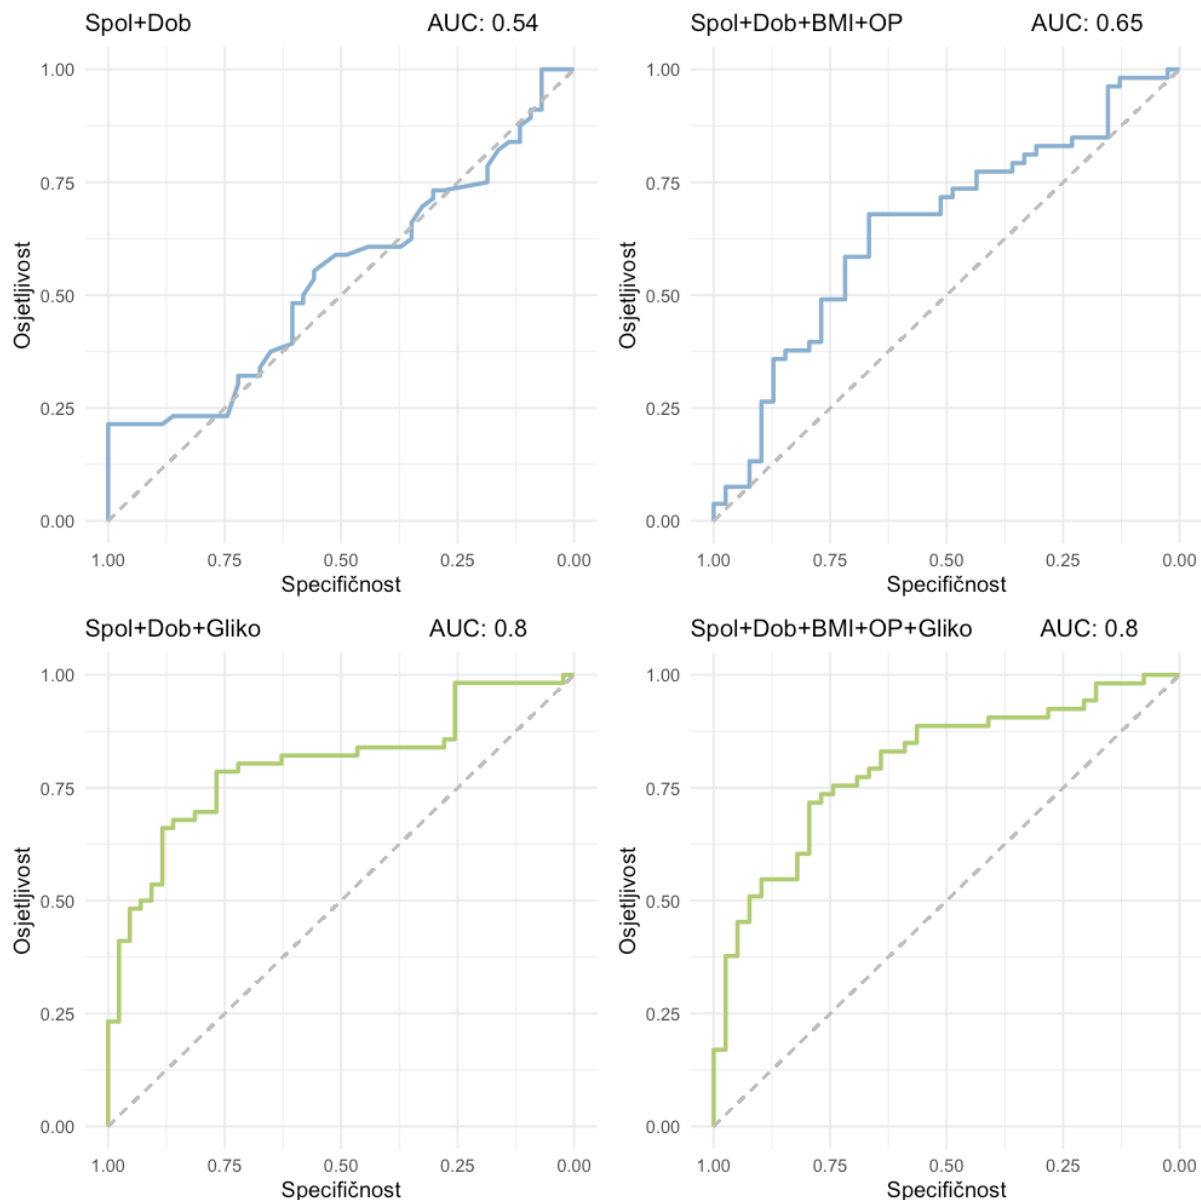 Spol+Dob AUC: 0.54
1.00
0.75
0.50
0.25
0.00
Osjetljivost
1.00 0.75 0.50 0.25 0.00
Specifičnost
Spol+Dob+BMI+OP AUC: 0.65
1.00
0.75
0.50
0.25
0.00
Osjetljivost
1.00 0.75 0.50 0.25 0.00
Specifičnost
Spol+Dob+Gliko AUC: 0.8
1.00
0.75
0.50
0.25
0.00
Osjetljivost
1.00 0.75 0.50 0.25 0.00
Specifičnost
Spol+Dob+BMI+OP+Gliko AUC: 0.8
1.00
0.75
0.50
0.25
0.00
Osjetljivost
1.00 0.75 0.50 0.25 0.00
Specifičnost